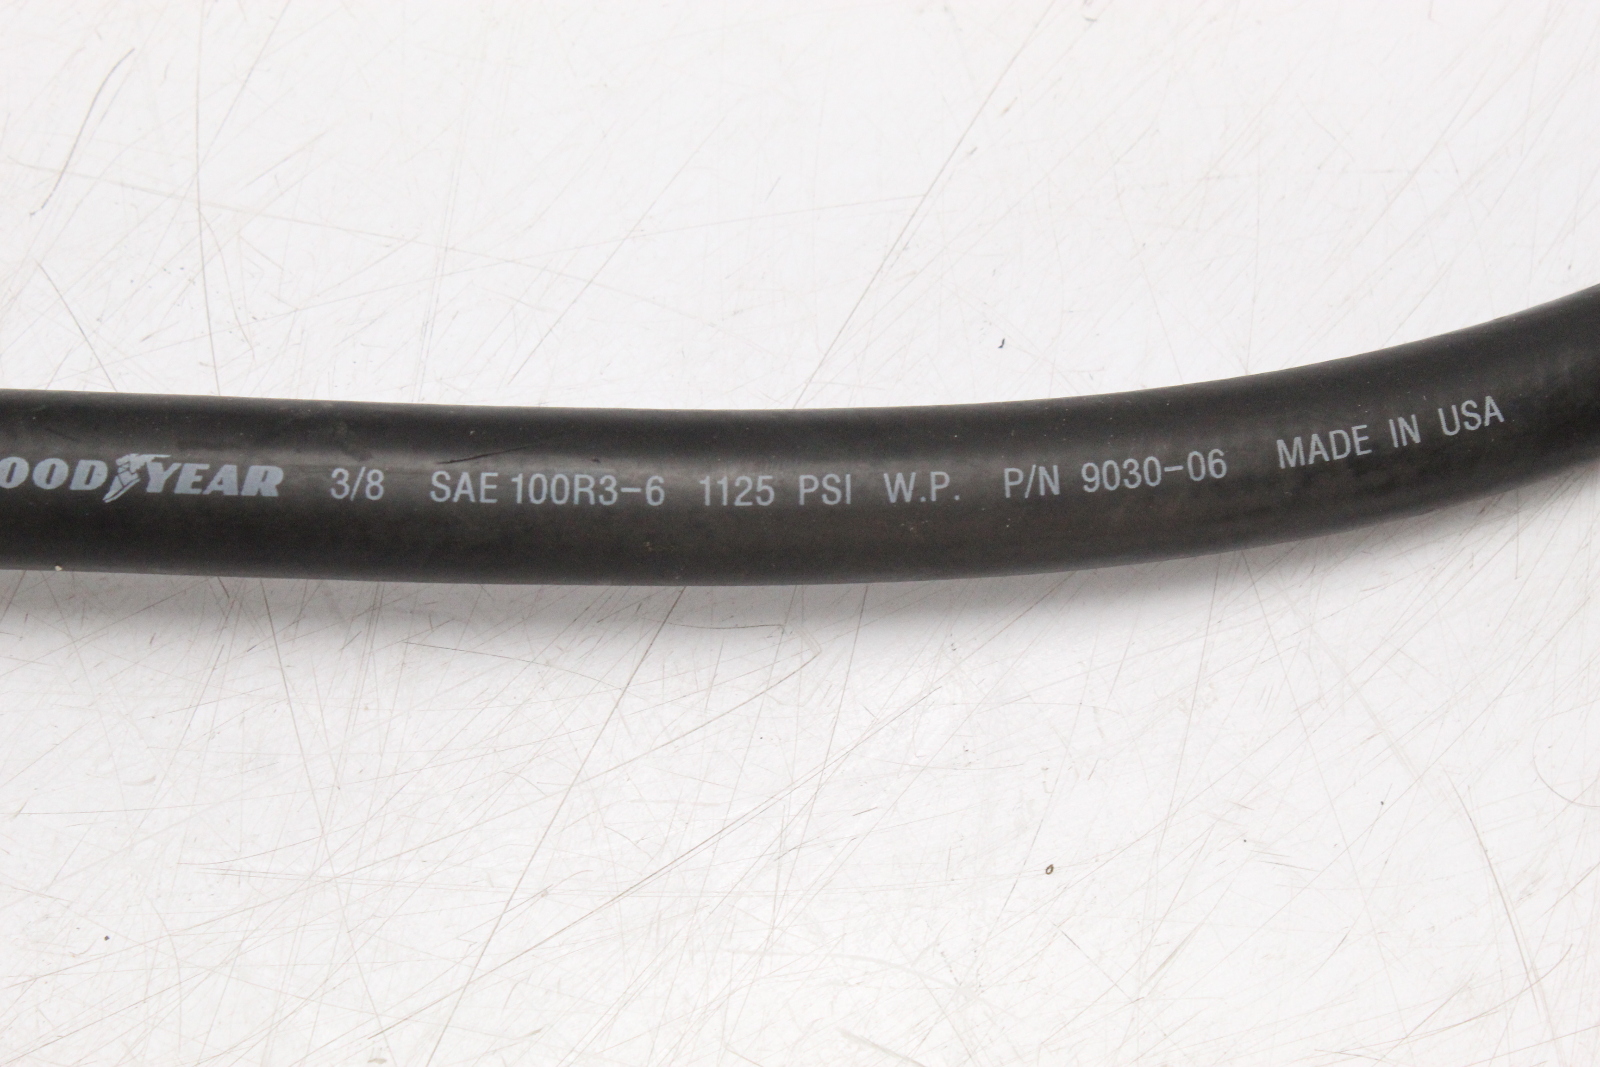 OODYEAR 3/8 SAE 100R3-6 1125 PSI W.P. P/N 9030-06 MADE IN USA